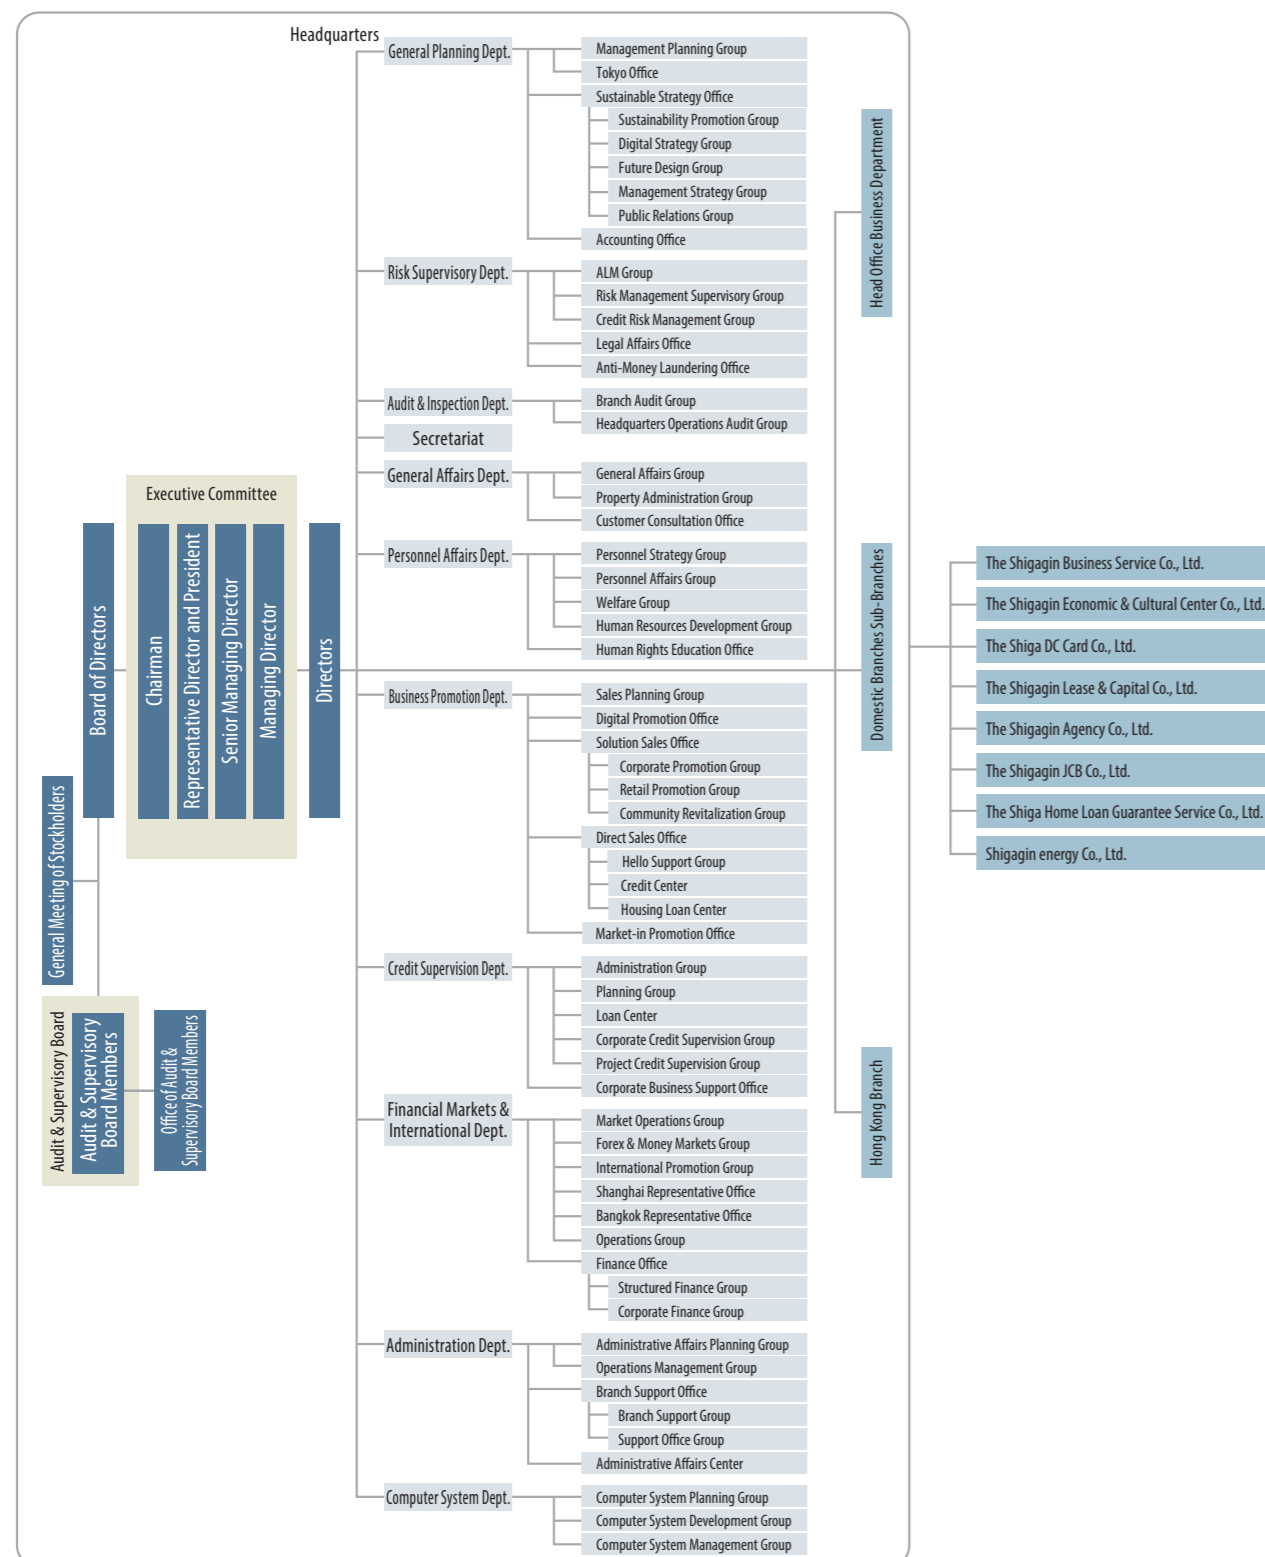 Headquarters
General Planning Dept.
Management Planning Group
Tokyo Office
Sustainable Strategy Office
Sustainability Promotion Group
Digital Strategy Group
Future Design Group
Management Strategy Group
Public Relations Group
Accounting Office
Risk Supervisory Dept.
ALM Group
Risk Management Supervisory Group
Credit Risk Management Group
Legal Affairs Office
Anti-Money Laundering Office
Audit & Inspection Dept.
Branch Audit Group
Headquarters Operations Audit Group
Secretariat
General Affairs Dept.
General Affairs Group
Property Administration Group
Customer Consultation Office
Personnel Affairs Dept.
Personnel Strategy Group
Personnel Affairs Group
Welfare Group
Human Resources Development Group
Human Rights Education Office
Business Promotion Dept.
Sales Planning Group
Digital Promotion Office
Solution Sales Office
Corporate Promotion Group
Retail Promotion Group
Community Revitalization Group
Direct Sales Office
Hello Support Group
Credit Center
Housing Loan Center
Market-in Promotion Office
Credit Supervision Dept.
Administration Group
Planning Group
Loan Center
Corporate Credit Supervision Group
Project Credit Supervision Group
Corporate Business Support Office
Financial Markets &
International Dept.
Market Operations Group
Forex & Money Markets Group
International Promotion Group
Shanghai Representative Office
Bangkok Representative Office
Operations Group
Finance Office
Structured Finance Group
Corporate Finance Group
Administration Dept.
Administrative Affairs Planning Group
Operations Management Group
Branch Support Office
Branch Support Group
Support Office Group
Administrative Affairs Center
Computer System Dept.
Computer System Planning Group
Computer System Development Group
Computer System Management Group
General Meeting of Stockholders
Board of Directors
Executive Committee
Chairman
Representative Director and President
Senior Managing Director
Managing Director
Directors
Audit & Supervisory Board
Audit & Supervisory
Board Members
Office of Audit &
Supervisory Board Members
Head Office Business Department
Domestic Branches Sub-Branches
Hong Kong Branch
The Shigagin Business Service Co., Ltd.
The Shigagin Economic & Cultural Center Co., Ltd.
The Shiga DC Card Co., Ltd.
The Shigagin Lease & Capital Co., Ltd.
The Shigagin Agency Co., Ltd.
The Shigagin JCB Co., Ltd.
The Shiga Home Loan Guarantee Service Co., Ltd.
Shigagin energy Co., Ltd.